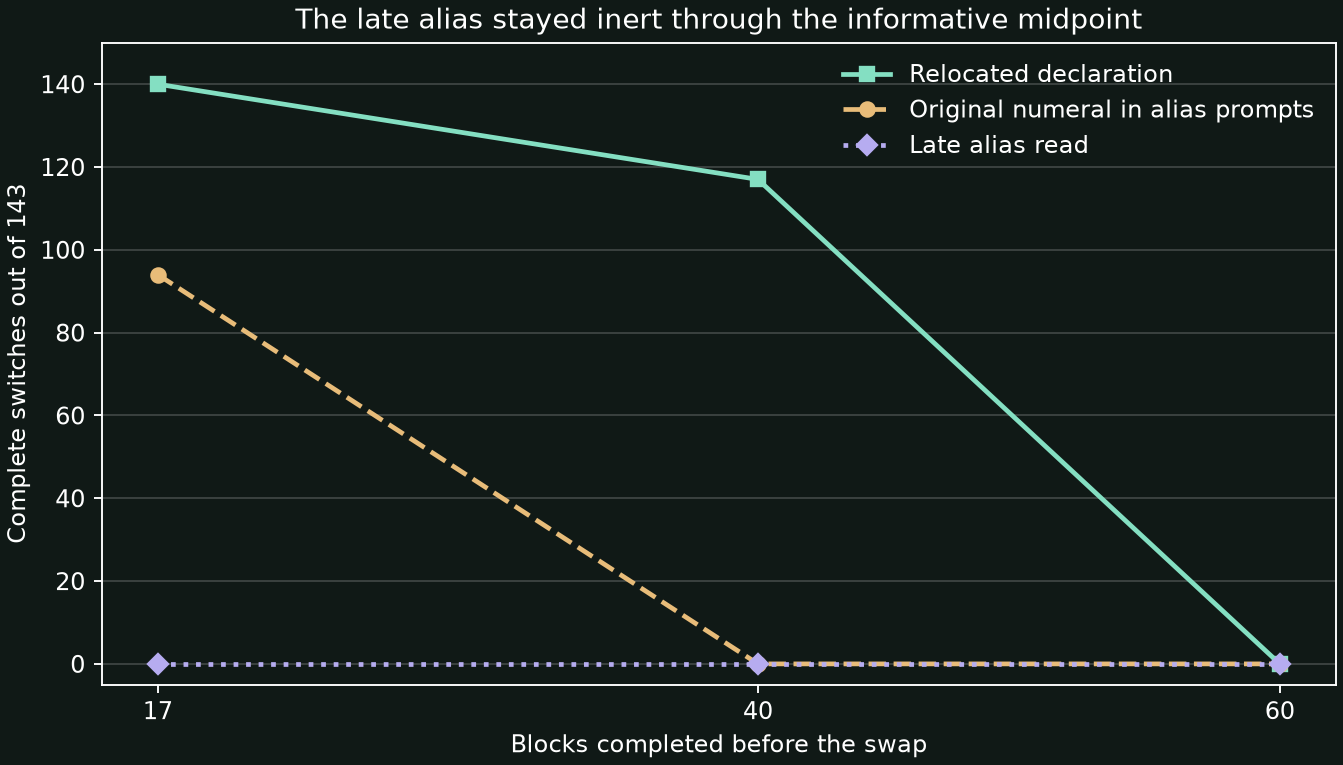 The late alias stayed inert through the informative midpoint
Relocated declaration
Original numeral in alias prompts
Late alias read
Complete switches out of 143
140
120
100
80
60
40
20
0
17
40
60
Blocks completed before the swap